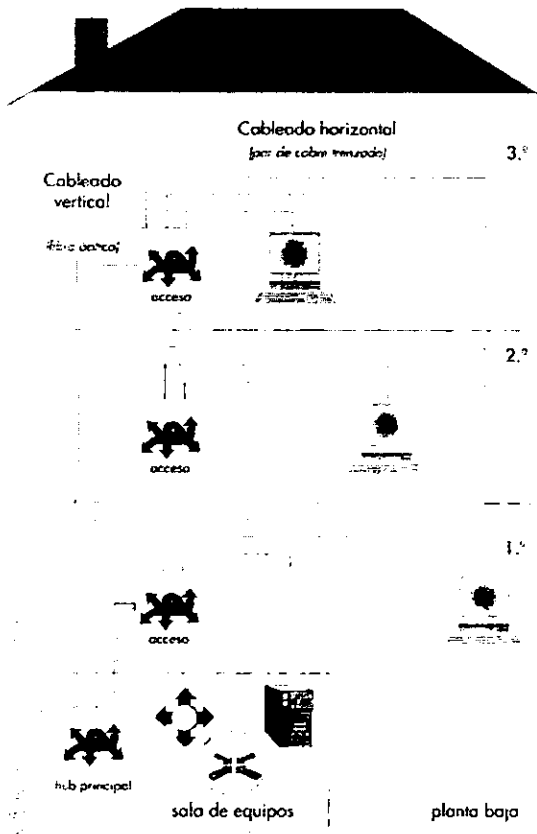 Cableado horizontal
(par de cobre trenzado)
3.º
Cableado
vertical
(fibra óptica)
acceso
2.º
acceso
1.º
acceso
hub principal
sala de equipos
planta baja